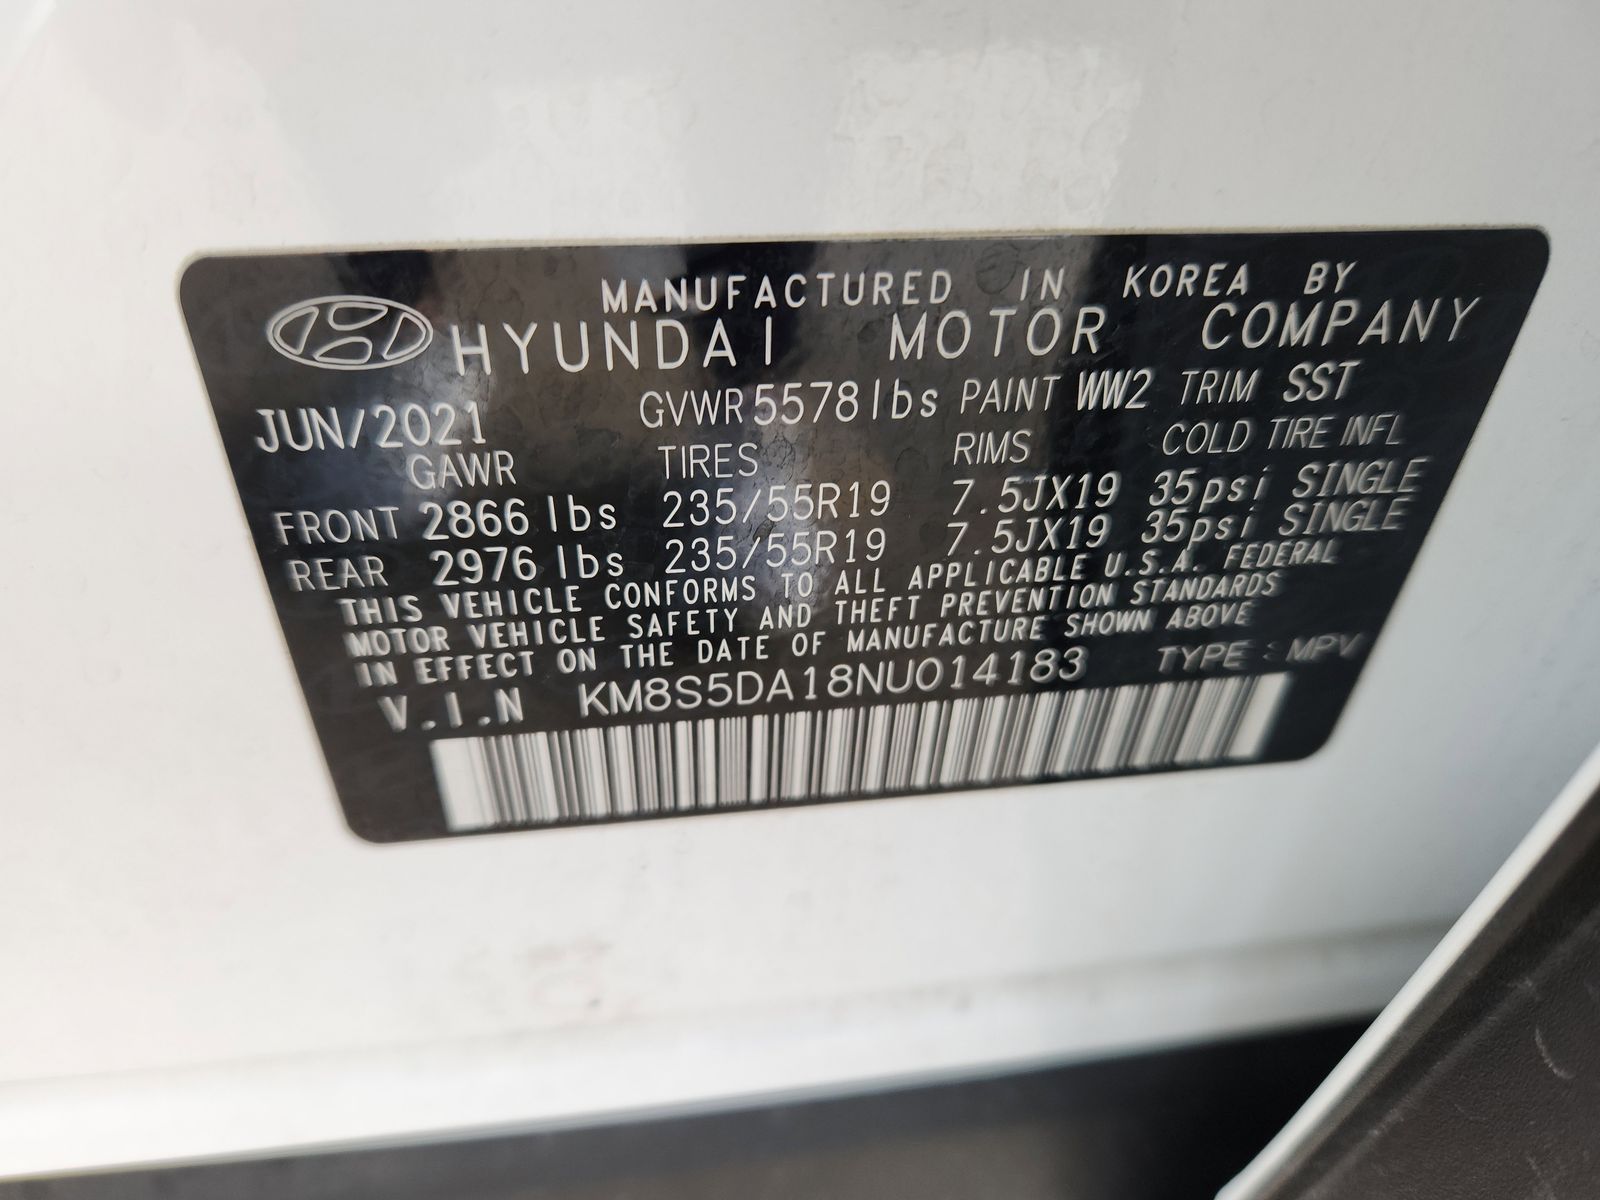 MANUFACTURED IN KOREA BY
HYUNDAI MOTOR COMPANY
JUN/2021 GVWR 5578lbs PAINT WW2 TRIM SST
GAWR TIRES RIMS COLD TIRE INFL
FRONT 2866 lbs 235/55R19 7.5JX19 35psi SINGLE
REAR 2976 lbs 235/55R19 7.5JX19 35psi SINGLE
THIS VEHICLE CONFORMS TO ALL APPLICABLE U.S.A. FEDERAL
MOTOR VEHICLE SAFETY AND THEFT PREVENTION STANDARDS
IN EFFECT ON THE DATE OF MANUFACTURE SHOWN ABOVE
V.I.N KM8S5DA18NU014183 TYPE : MPV